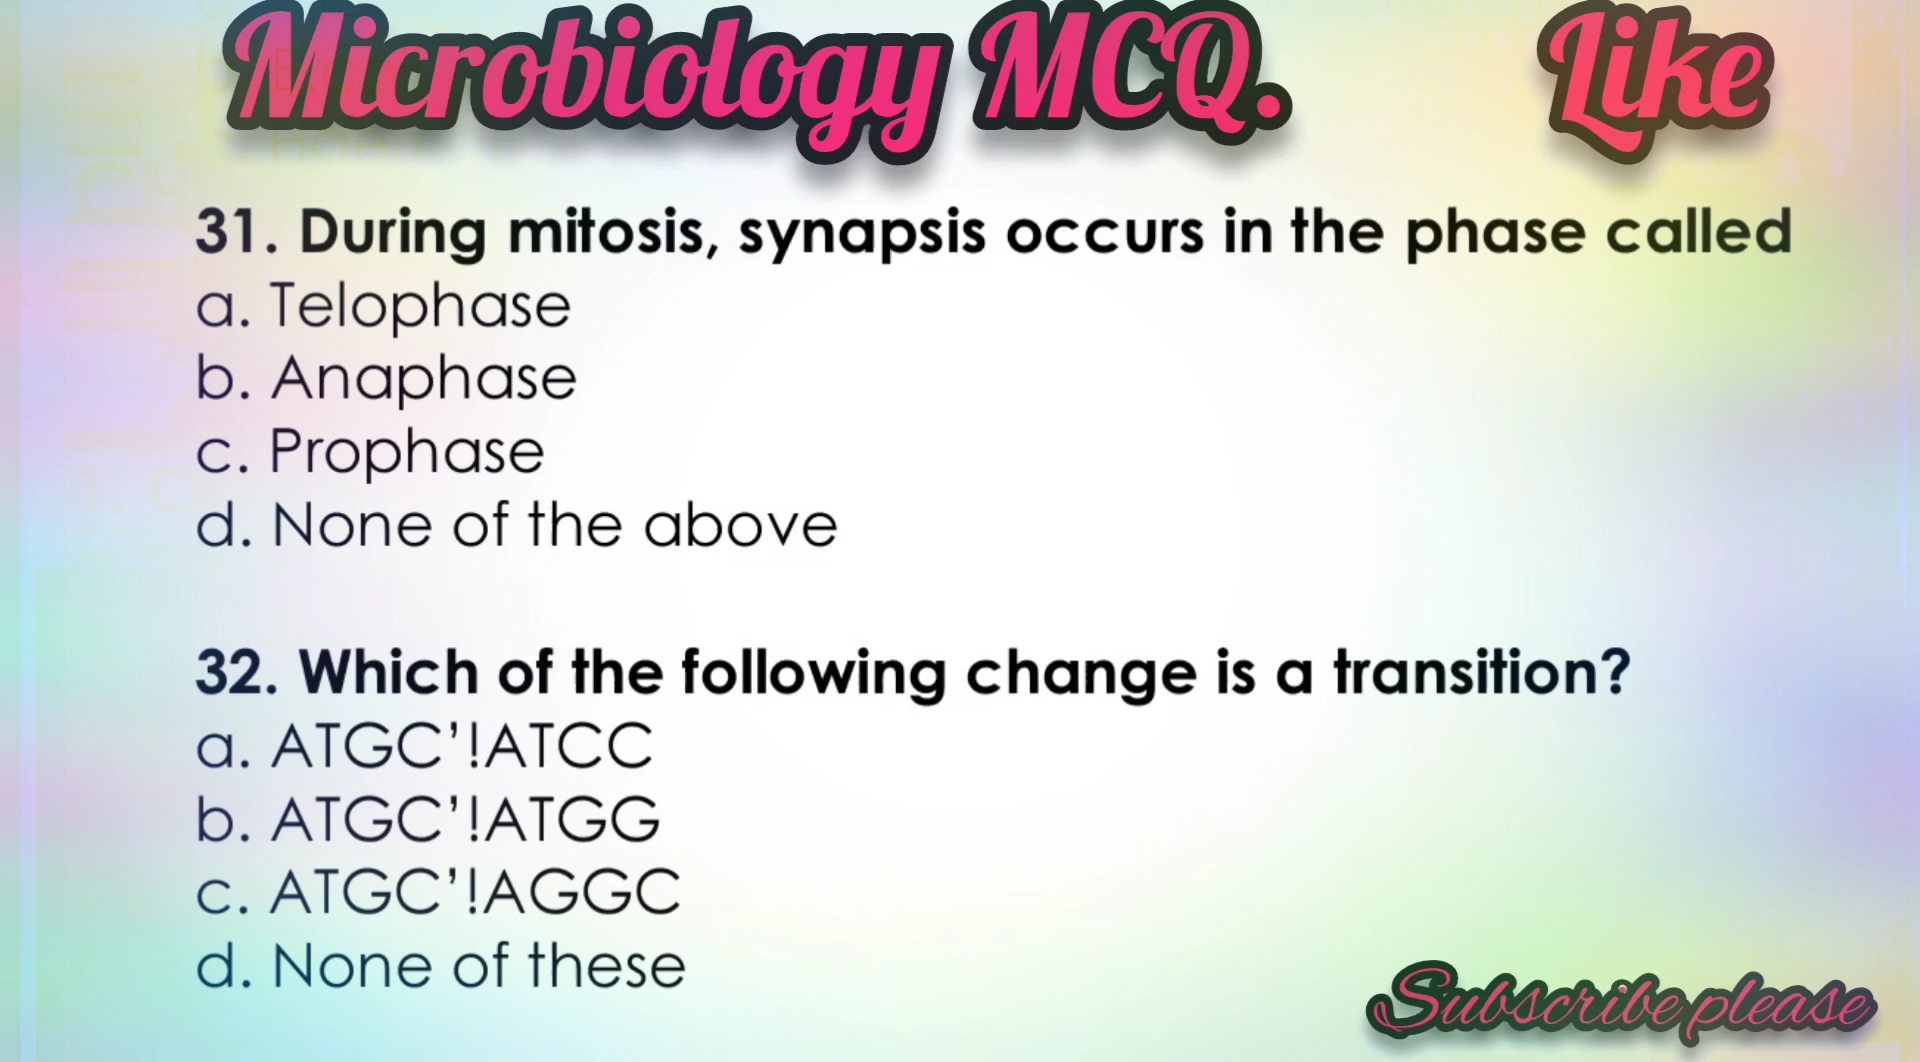 Microbiology MCQ. Like
31. During mitosis, synapsis occurs in the phase called
a. Telophase
b. Anaphase
c. Prophase
d. None of the above
32. Which of the following change is a transition?
a. ATGC’!ATCC
b. ATGC’!ATGG
c. ATGC’!AGGC
d. None of these
Subscribe please